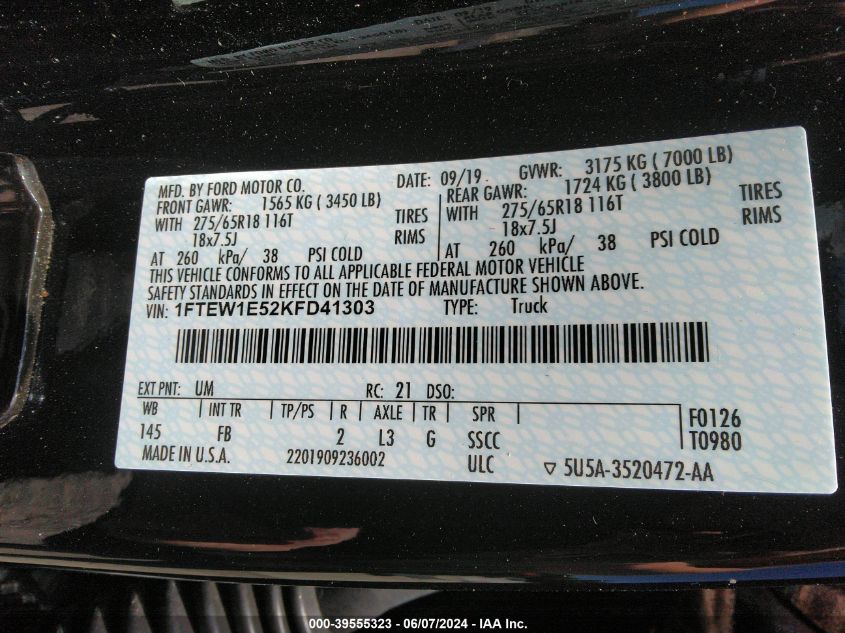 MFD. BY FORD MOTOR CO. DATE: 09/19. GVWR: 3175 KG ( 7000 LB)
FRONT GAWR: 1565 KG ( 3450 LB) REAR GAWR: 1724 KG ( 3800 LB)
WITH 275/65R18 116T TIRES WITH 275/65R18 116T TIRES
18x7.5J RIMS 18x7.5J RIMS
AT 260 kPa/ 38 PSI COLD AT 260 kPa/ 38 PSI COLD
THIS VEHICLE CONFORMS TO ALL APPLICABLE FEDERAL MOTOR VEHICLE
SAFETY STANDARDS IN EFFECT ON THE DATE OF MANUFACTURE SHOWN ABOVE.
VIN: 1FTEW1E52KFD41303 TYPE: Truck
EXT PNT: UM RC: 21 DSO:
WB INT TR TP/PS R AXLE TR SPR F0126
145 FB 2 L3 G SSCC T0980
MADE IN U.S.A. 2201909236002 ULC ▽ 5U5A-3520472-AA
000-39555323 - 06/07/2024 - IAA Inc.